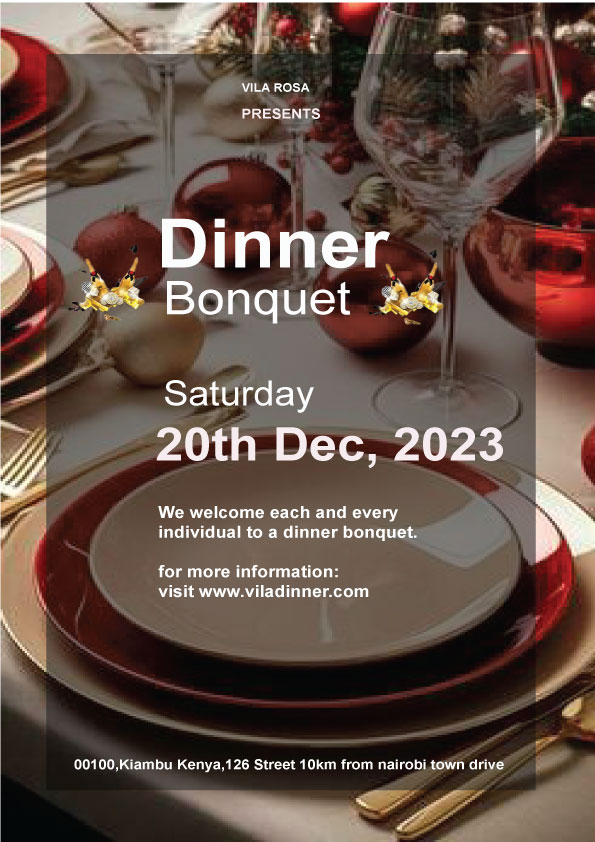 VILA ROSA
PRESENTS
Dinner
Bonquet
Saturday
20th Dec, 2023
We welcome each and every
individual to a dinner bonquet.
for more information:
visit www.viladinner.com
00100,Kiambu Kenya,126 Street 10km from nairobi town drive